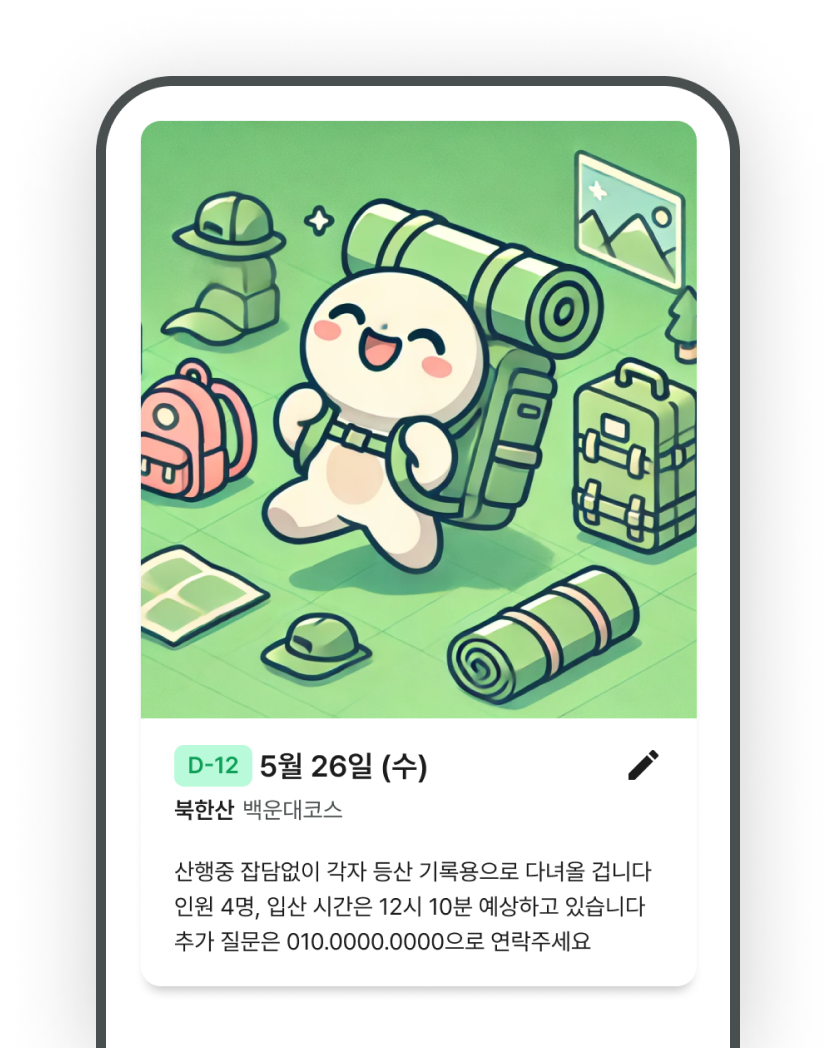 D-12 5월 26일 (수)
북한산 백운대코스
산행중 잡담없이 각자 등산 기록용으로 다녀올 겁니다
인원 4명, 입산 시간은 12시 10분 예상하고 있습니다
추가 질문은 010.0000.0000으로 연락주세요